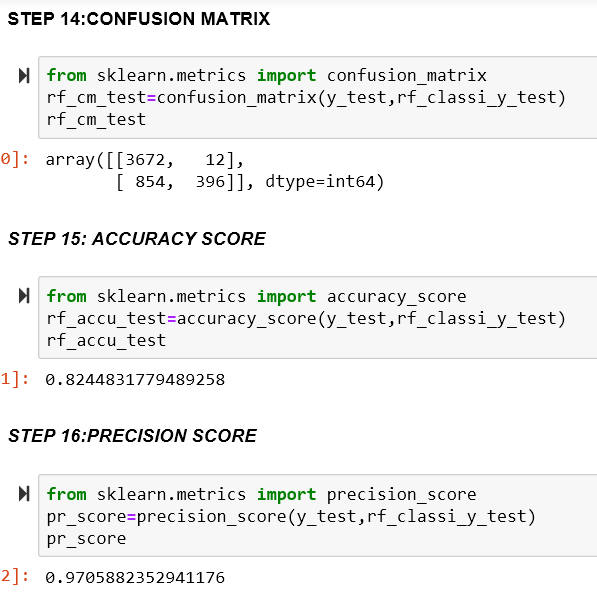 STEP 14:CONFUSION MATRIX
from sklearn.metrics import confusion_matrix
rf_cm_test=confusion_matrix(y_test,rf_classi_y_test)
rf_cm_test
0]: array([[3672,   12],
       [ 854,  396]], dtype=int64)
STEP 15: ACCURACY SCORE
from sklearn.metrics import accuracy_score
rf_accu_test=accuracy_score(y_test,rf_classi_y_test)
rf_accu_test
1]: 0.8244831779489258
STEP 16:PRECISION SCORE
from sklearn.metrics import precision_score
pr_score=precision_score(y_test,rf_classi_y_test)
pr_score
2]: 0.9705882352941176